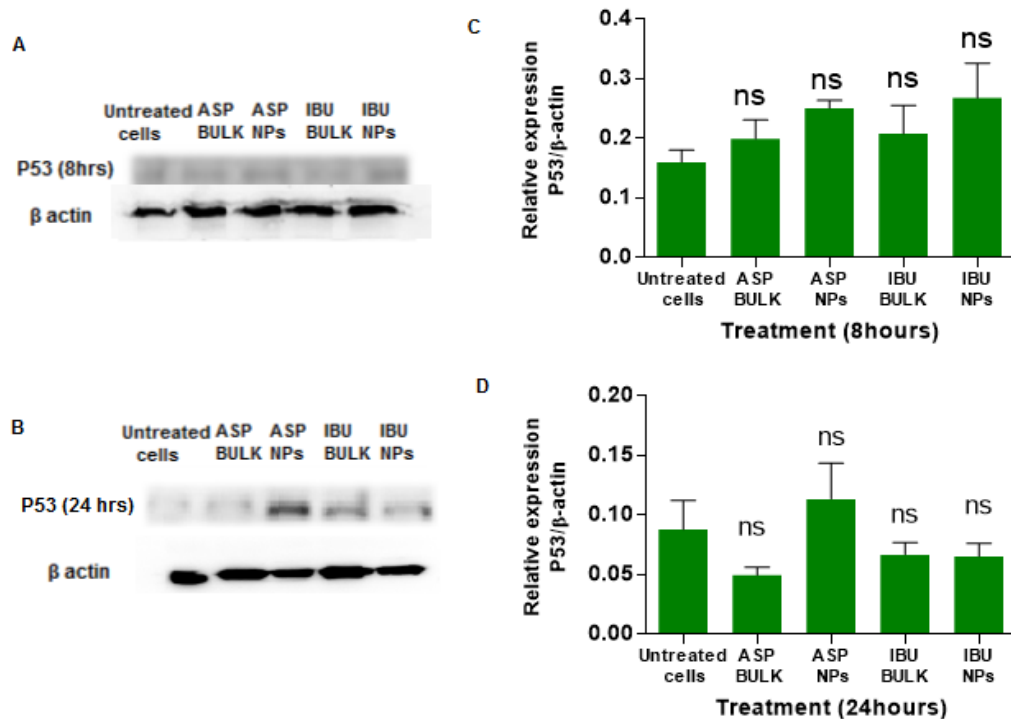 A
Untreated ASP ASP IBU IBU
cells BULK NPs BULK NPs
P53 (8hrs)
β actin
B
Untreated ASP ASP IBU IBU
cells BULK NPs BULK NPs
P53 (24 hrs)
β actin
C
Relative expression
P53/β-actin
0.4
0.3
0.2
0.1
0.0
ns
ns
ns
ns
Untreated ASP ASP IBU IBU
cells BULK NPs BULK NPs
Treatment (8hours)
D
Relative expression
P53/β-actin
0.20
0.15
0.10
0.05
0.00
ns
ns
ns
ns
Untreated ASP ASP IBU IBU
cells BULK NPs BULK NPs
Treatment (24hours)